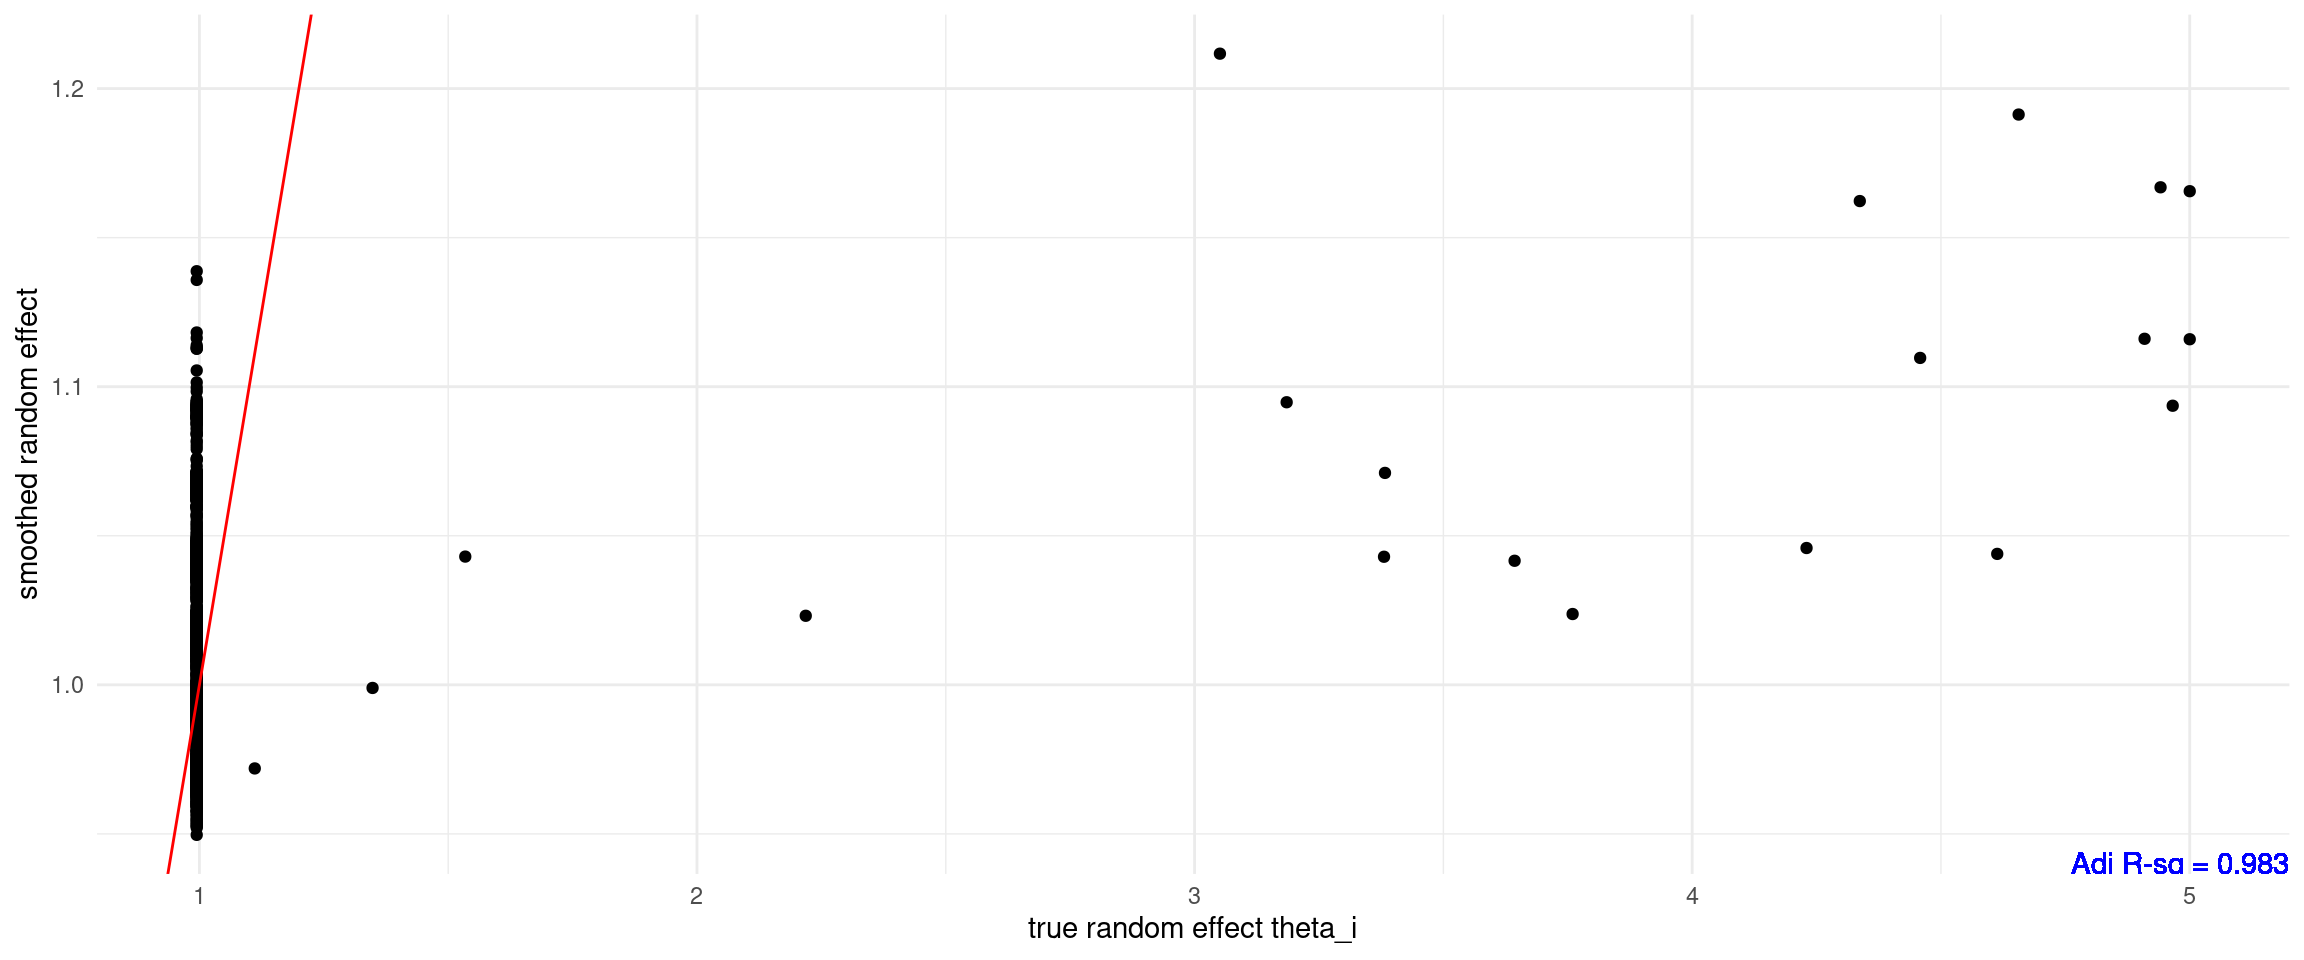 1.2
1.1
1.0
smoothed random effect
Adj R-sq = 0.983
1 2 3 4 5
true random effect theta_i